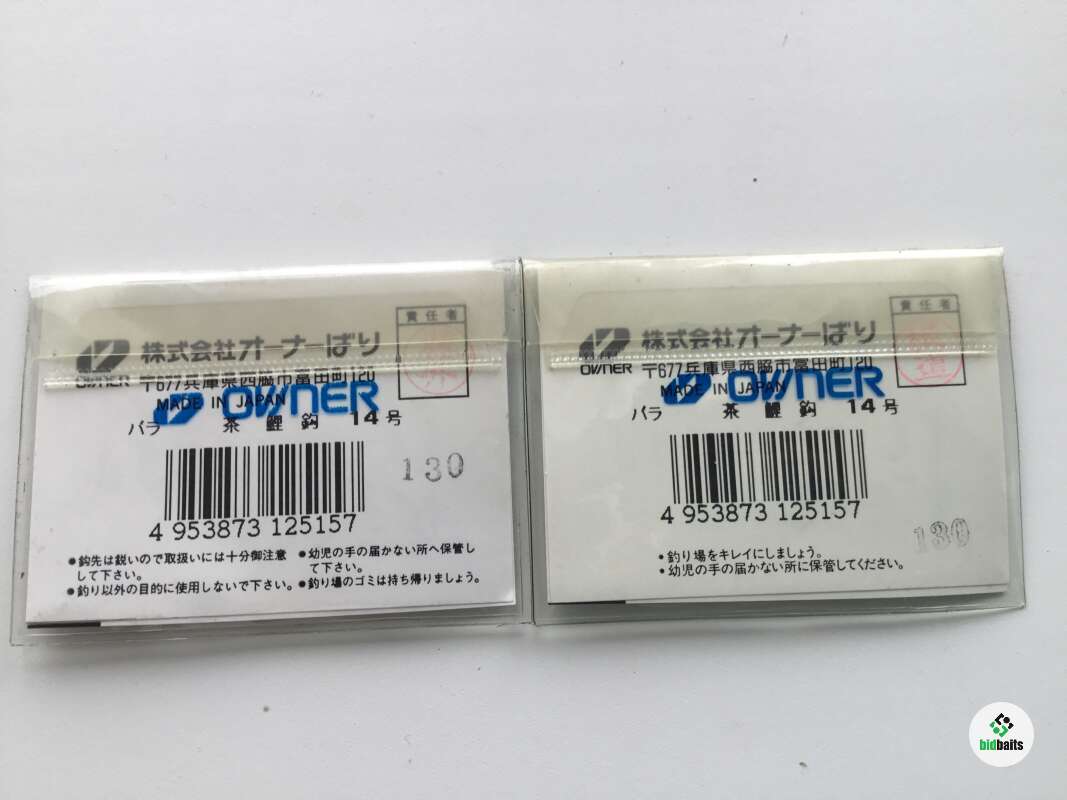 責任者
株式会社オーナーばり
OWNER
〒677兵庫県西脇市富田町120
MADE IN JAPAN
OWNER
バラ 茶鯉鈎 14号
130
4 953873 125157
●鈎先は鋭いので取扱いには十分御注意して下さい。
●釣り以外の目的に使用しないで下さい。
●幼児の手の届かない所へ保管して下さい。
●釣り場のゴミは持ち帰りましょう。
責任者
株式会社オーナーばり
OWNER
〒677兵庫県西脇市富田町120
MADE IN JAPAN
OWNER
バラ 茶鯉鈎 14号
4 953873 125157
130
●釣り場をキレイにしましょう。
●幼児の手の届かない所に保管してください。
bidbaits